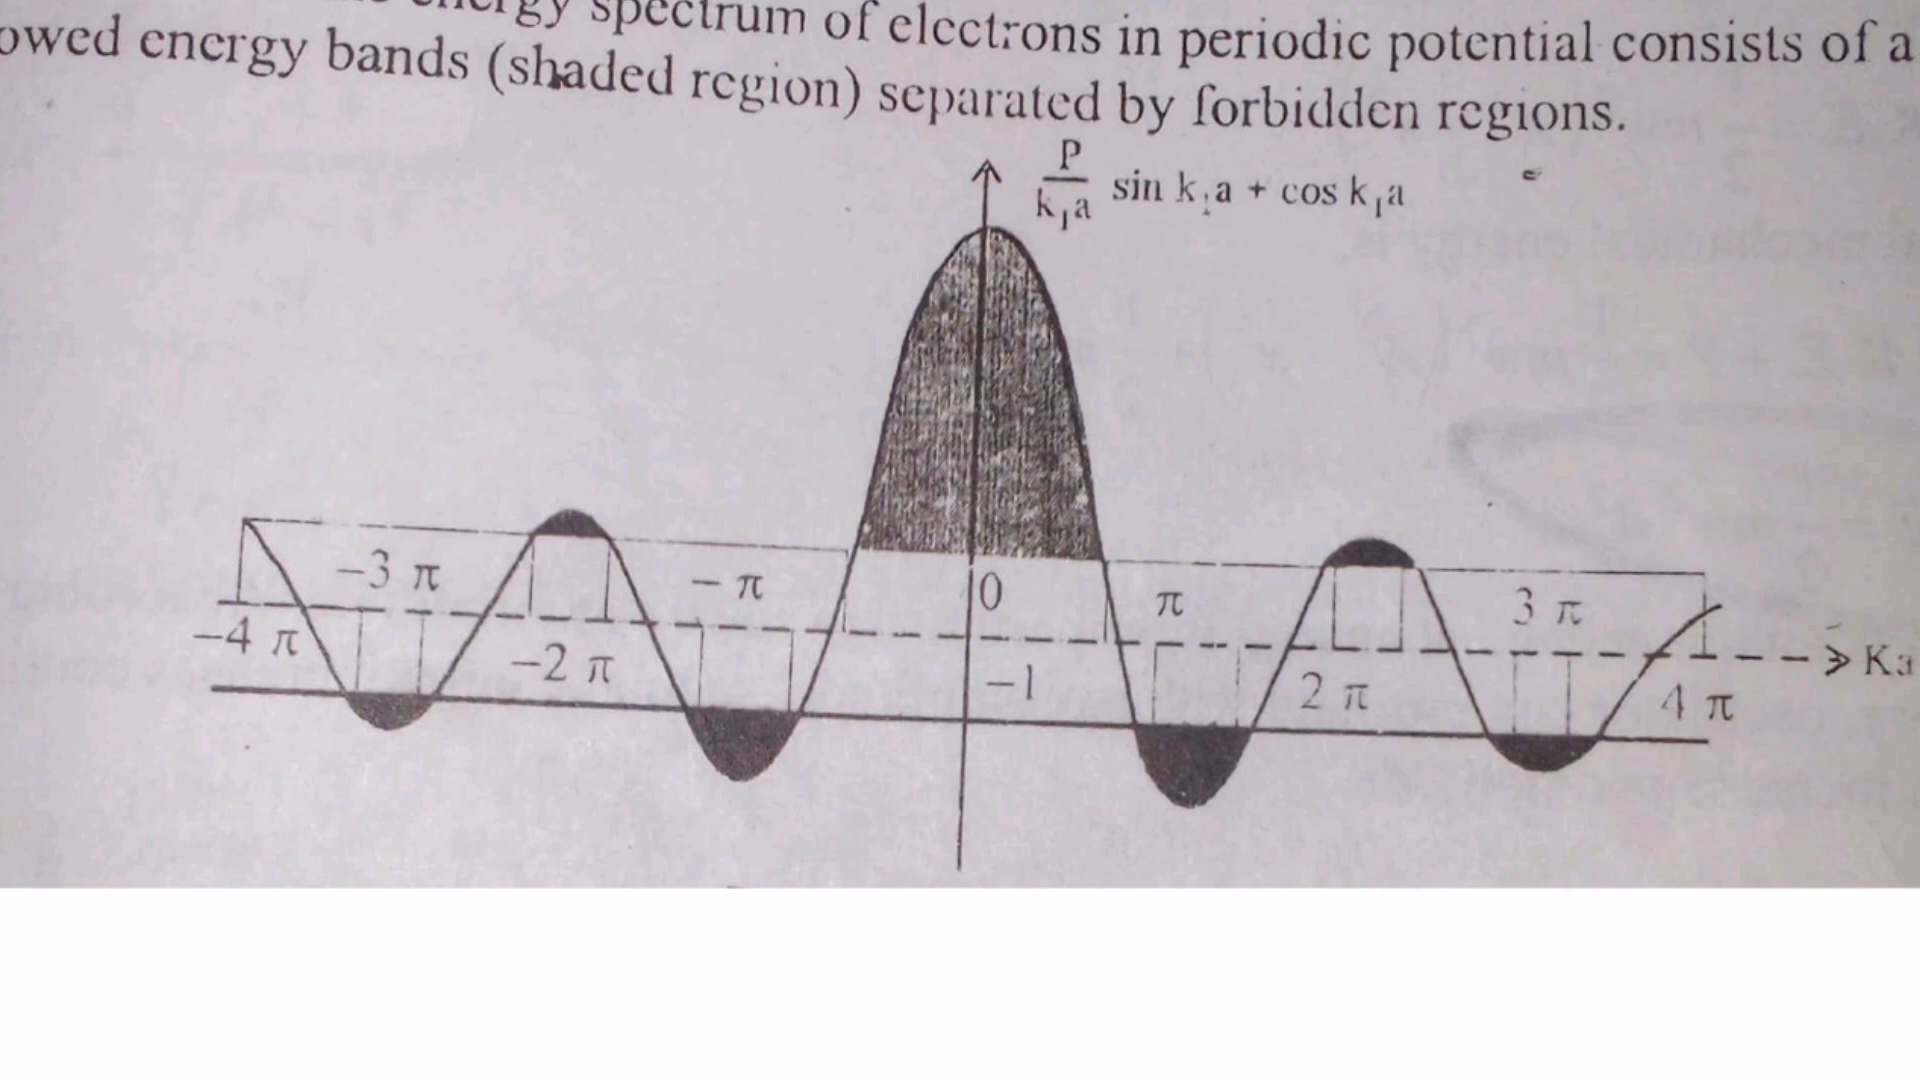 energy spectrum of electrons in periodic potential consists of a
owed energy bands (shaded region) separated by forbidden regions.
P
k₁a sin k₁a + cos k₁a
−3 π
− π
0
π
3 π
−4 π
−2 π
−1
2 π
4 π
Ka